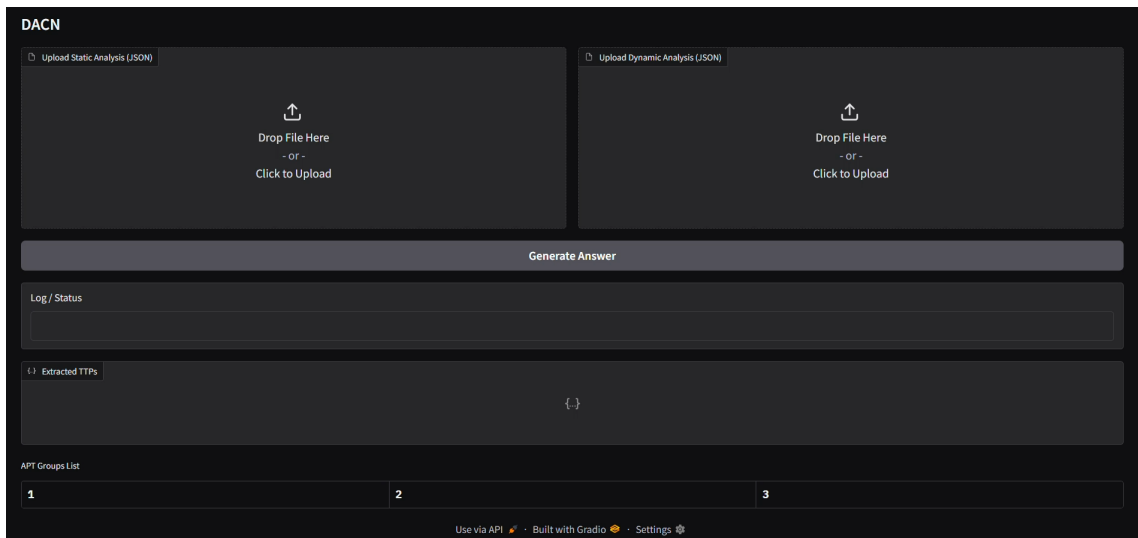 DACN
Upload Static Analysis (JSON)
Drop File Here
- or -
Click to Upload
Upload Dynamic Analysis (JSON)
Drop File Here
- or -
Click to Upload
Generate Answer
Log / Status
{.} Extracted TTPs
{..}
APT Groups List
1 2 3
Use via API · Built with Gradio · Settings